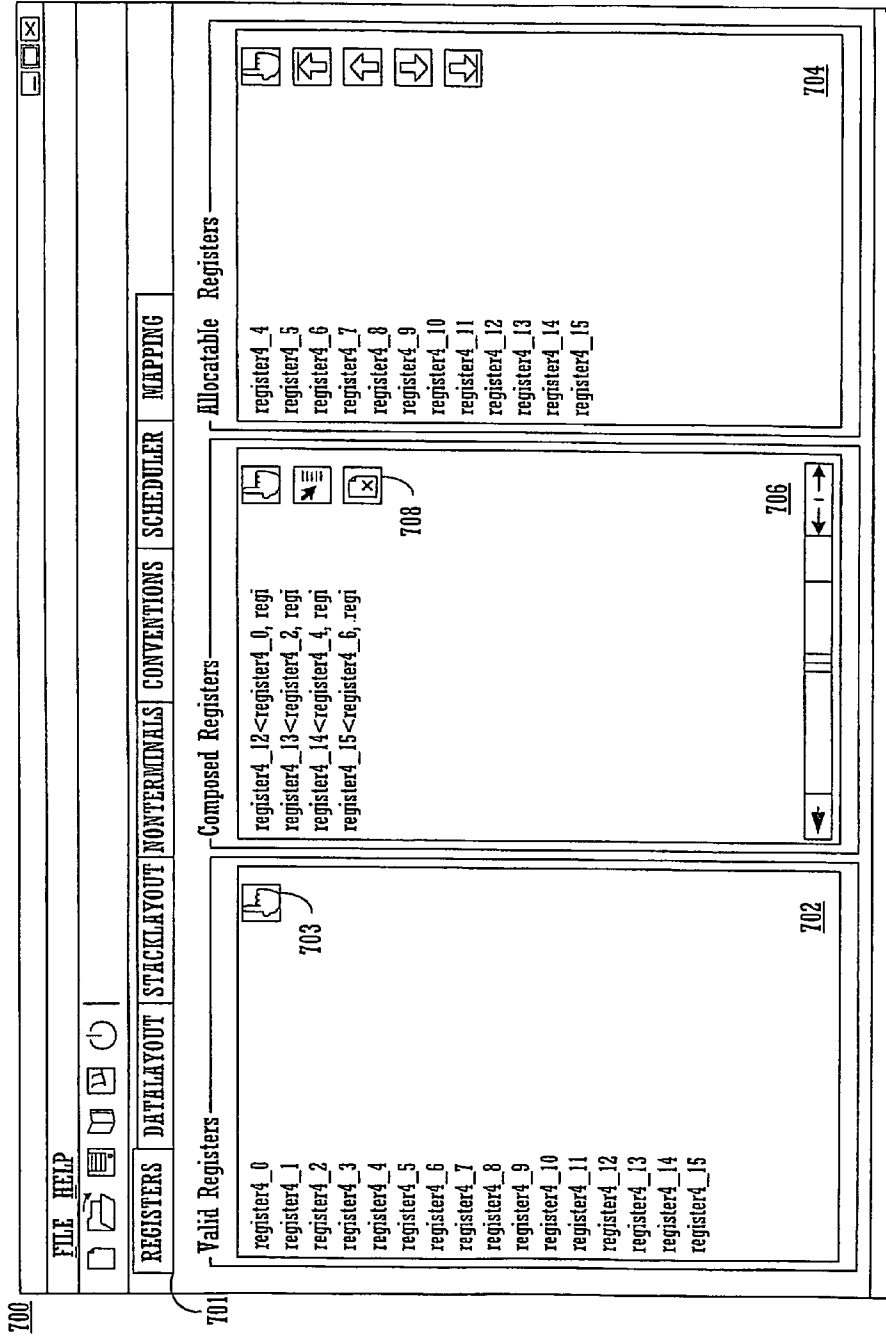 700
FILE HELP
REGISTERS DATALAYOUT STACKLAYOUT NONTERMINALS CONVENTIONS SCHEDULER MAPPING
701
Valid Registers
register4_0
register4_1
register4_2
register4_3
register4_4
register4_5
register4_6
register4_7
register4_8
register4_9
register4_10
register4_11
register4_12
register4_13
register4_14
register4_15
703
702
Composed Registers
register4_12<register4_0, regi
register4_13<register4_2, regi
register4_14<register4_4, regi
register4_15<register4_6, regi
708
706
Allocatable Registers
register4_4
register4_5
register4_6
register4_7
register4_8
register4_9
register4_10
register4_11
register4_12
register4_13
register4_14
register4_15
704